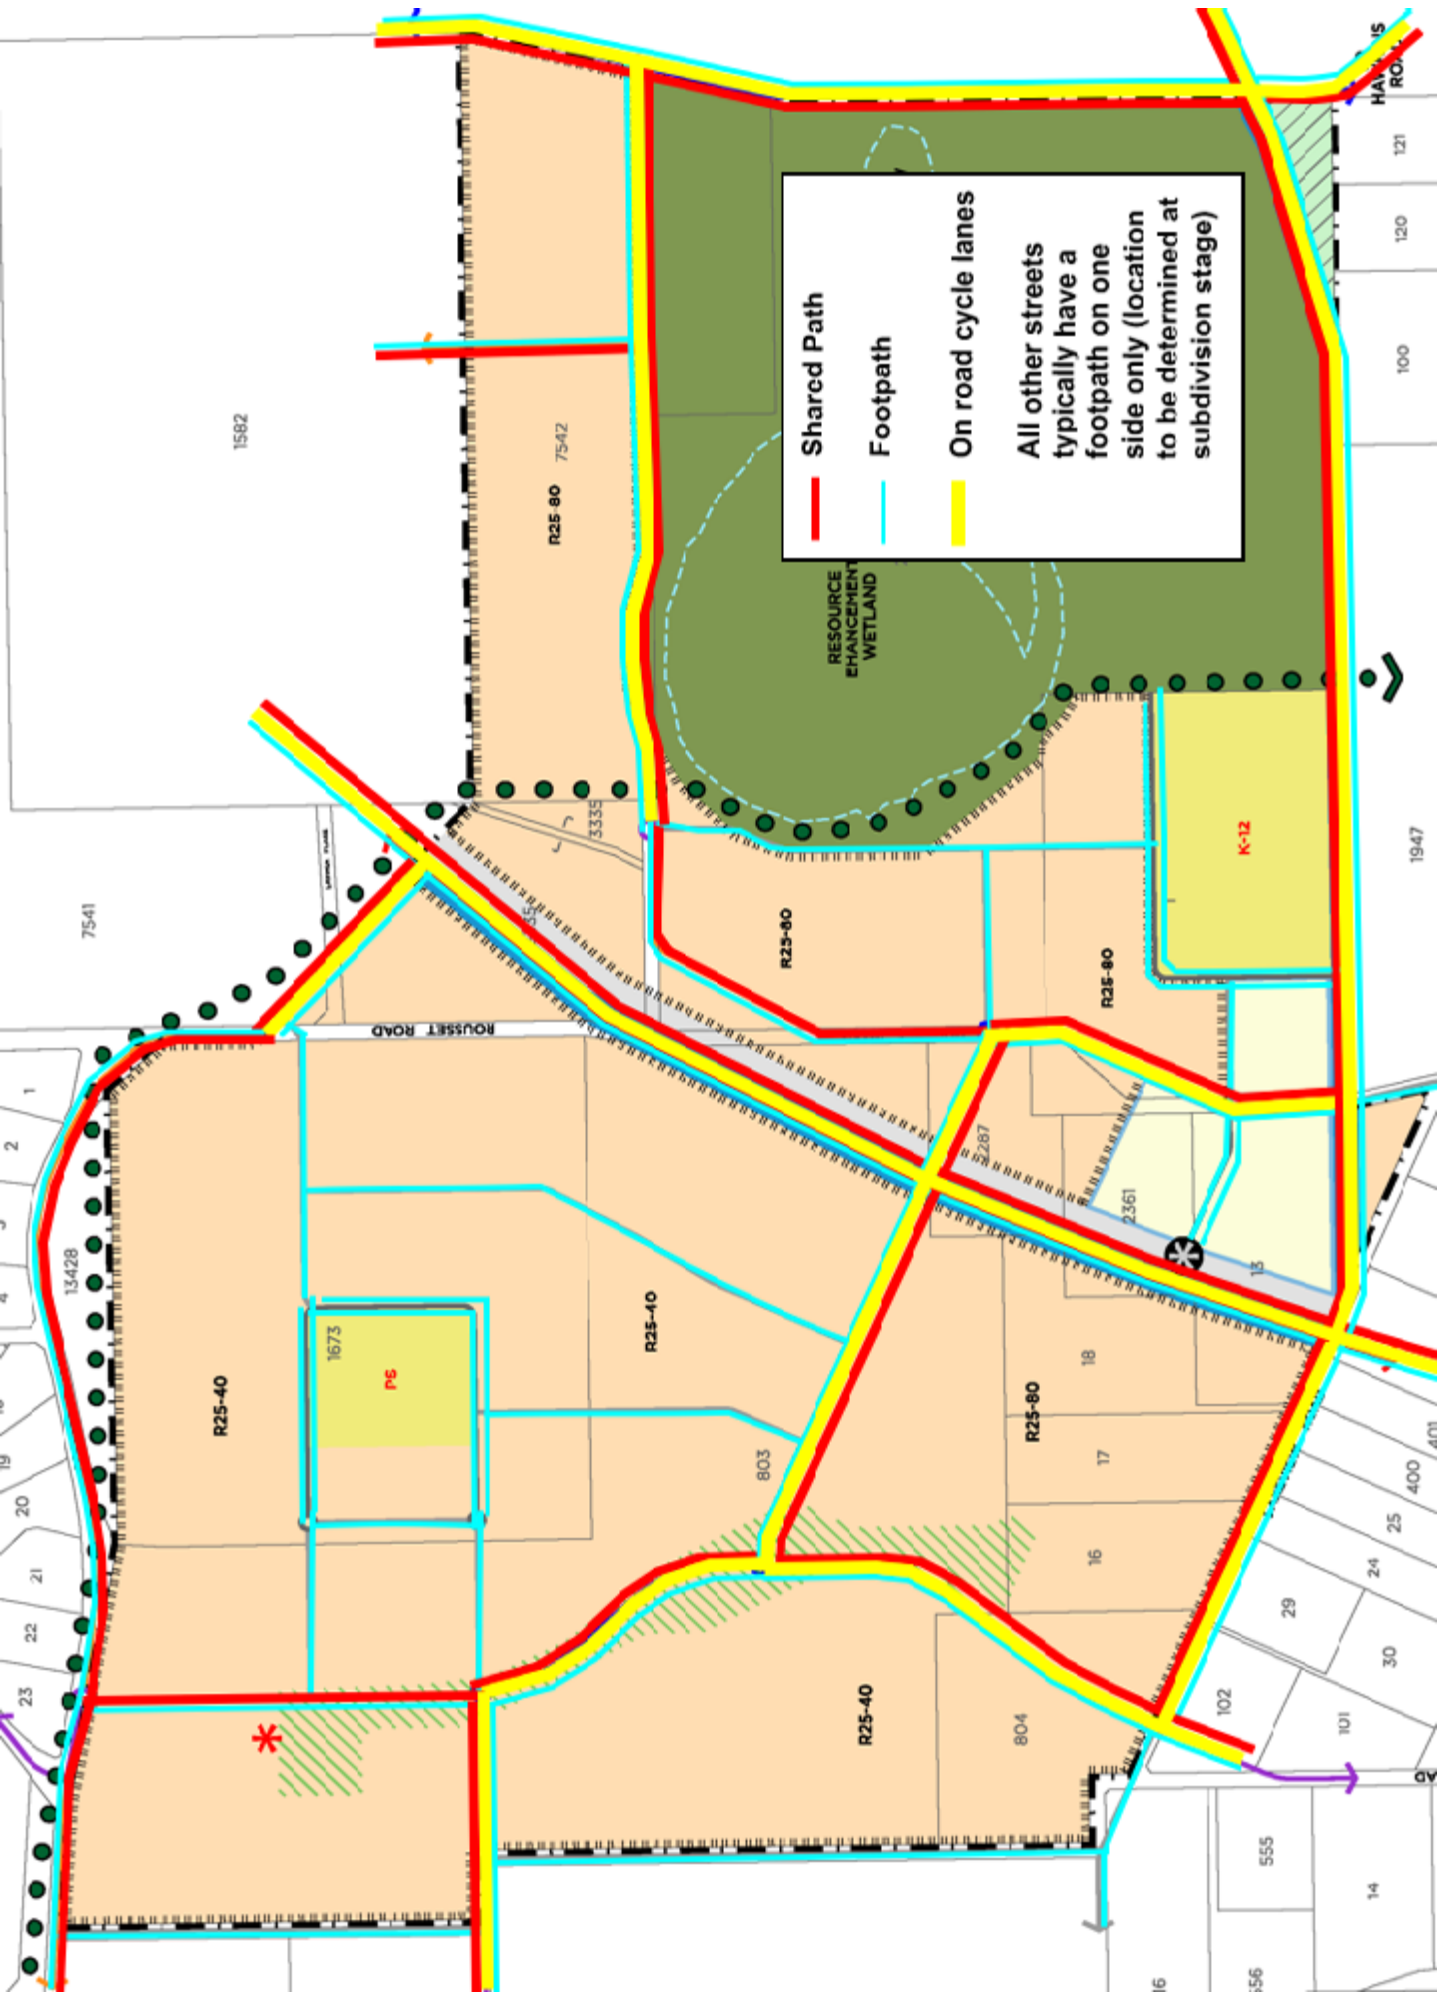 Shared Path
Footpath
On road cycle lanes
All other streets
typically have a
footpath on one
side only (location
to be determined at
subdivision stage)
RESOURCE
EHANCEMENT
WETLAND
1582
7542
R25-80
7541
3335
ROUSSET ROAD
R25-80
R25-80
K-12
1947
121
120
100
1
2
4
13428
19
20
21
22
23
R25-40
1673
PS
R25-40
803
2287
2361
13
18
R25-80
17
16
R25-40
804
401
400
25
24
29
30
102
101
555
14